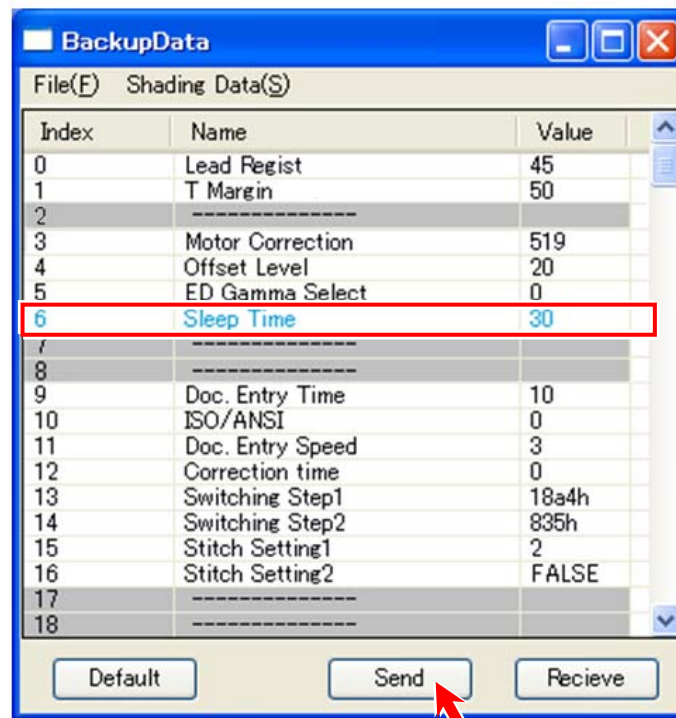 BackupData
File(F) Shading Data(S)
Index Name Value
0 Lead Regist 45
1 T Margin 50
2 --------------
3 Motor Correction 519
4 Offset Level 20
5 ED Gamma Select 0
6 Sleep Time 30
7 --------------
8 --------------
9 Doc. Entry Time 10
10 ISO/ANSI 0
11 Doc. Entry Speed 3
12 Correction time 0
13 Switching Step1 18a4h
14 Switching Step2 835h
15 Stitch Setting1 2
16 Stitch Setting2 FALSE
17 --------------
18 --------------
Default Send Recieve